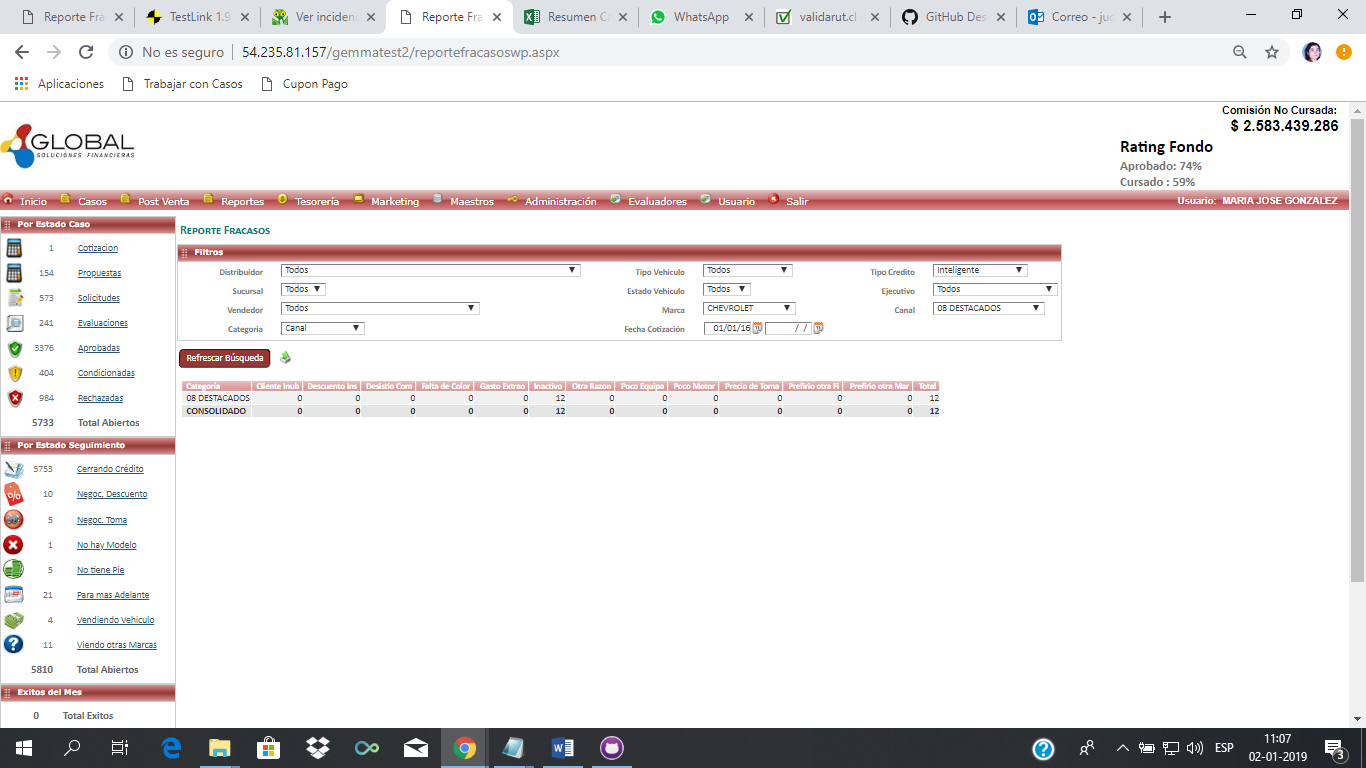 Reporte Fra
TestLink 1.9
Ver inciden
Reporte Fra
Resumen C
WhatsApp
validarut.cl
GitHub Des
Correo - juc
No es seguro
54.235.81.157/gemmatest2/reportefracasoswp.aspx
Aplicaciones
Trabajar con Casos
Cupon Pago
GLOBAL
SOLUCIONES FINANCIERAS
Comisión No Cursada:
$ 2.583.439.286
Rating Fondo
Aprobado: 74%
Cursado : 59%
Inicio Casos Post Venta Reportes Tesorería Marketing Maestros Administración Evaluadores Usuario Salir
Usuario: MARIA JOSE GONZALEZ
Por Estado Caso
1 Cotizacion
154 Propuestas
573 Solicitudes
241 Evaluaciones
3376 Aprobadas
404 Condicionadas
984 Rechazadas
5733 Total Abiertos
Por Estado Seguimiento
5753 Cerrando Crédito
10 Negoc. Descuento
5 Negoc. Toma
1 No hay Modelo
5 No tiene Pie
21 Para mas Adelante
4 Vendiendo Vehiculo
11 Viendo otras Marcas
5810 Total Abiertos
Exitos del Mes
0 Total Exitos
Reporte Fracasos
Filtros
Distribuidor Todos Tipo Vehiculo Todos Tipo Credito Inteligente
Sucursal Todos Estado Vehiculo Todos Ejecutivo Todos
Vendedor Todos Marca CHEVROLET Canal 08 DESTACADOS
Categoria Canal Fecha Cotización 01/01/16 / /
Refrescar Búsqueda
Categoría Cliente Inub Descuento Ins Desistio Com Falta de Color Gasto Extrao Inactivo Otra Razon Poco Equipa Poco Motor Precio de Toma Prefirio otra Fi Prefirio otra Mar Total
08 DESTACADOS 0 0 0 0 0 12 0 0 0 0 0 0 12
CONSOLIDADO 0 0 0 0 0 12 0 0 0 0 0 0 12
ESP
11:07
02-01-2019
3